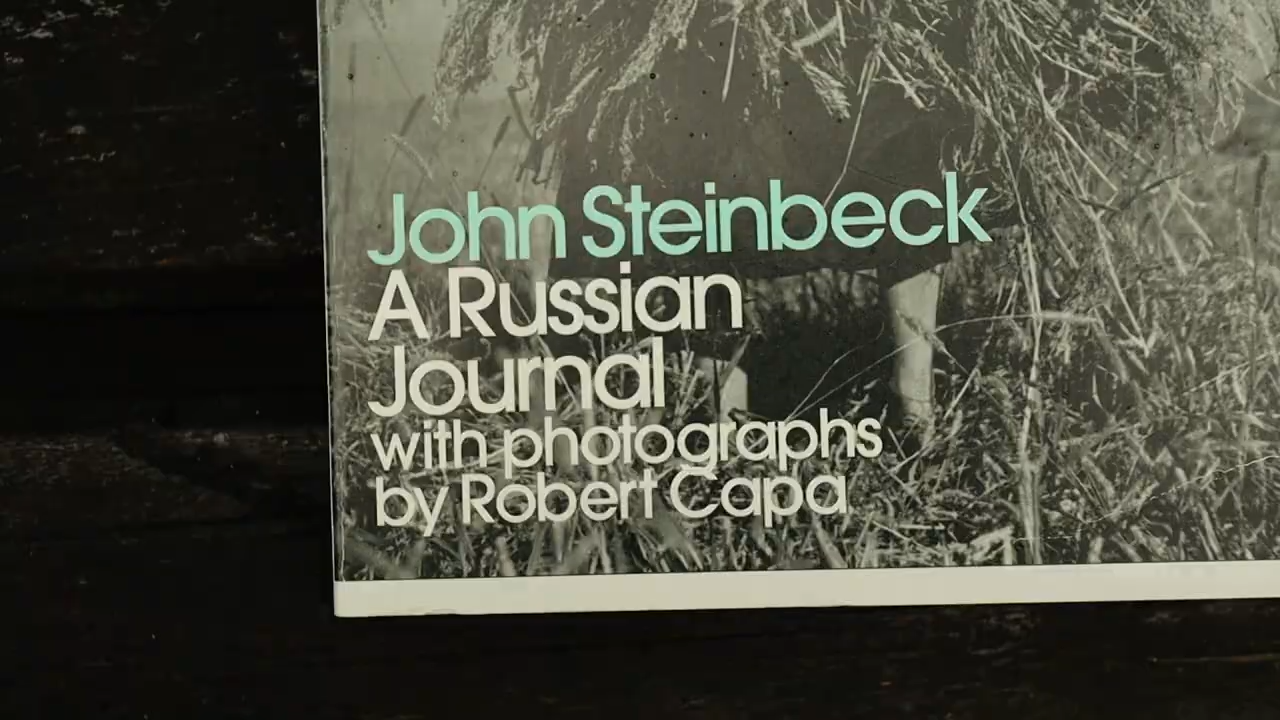 John Steinbeck
A Russian
Journal
with photographs
by Robert Capa